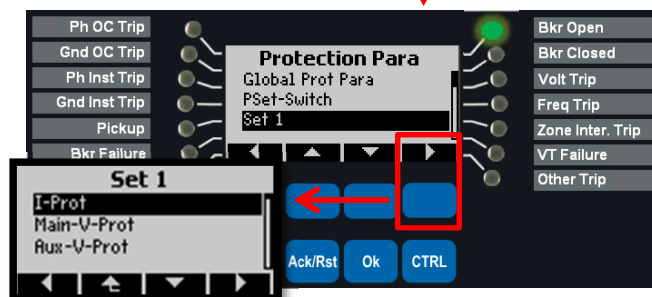 Ph OC Trip
Gnd OC Trip
Ph Inst Trip
Gnd Inst Trip
Pickup
Bkr Failure
Protection Para
Global Prot Para
PSet-Switch
Set 1
Bkr Open
Bkr Closed
Volt Trip
Freq Trip
Zone Inter. Trip
VT Failure
Other Trip
Set 1
I-Prot
Main-V-Prot
Aux-V-Prot
Ack/Rst
Ok
CTRL